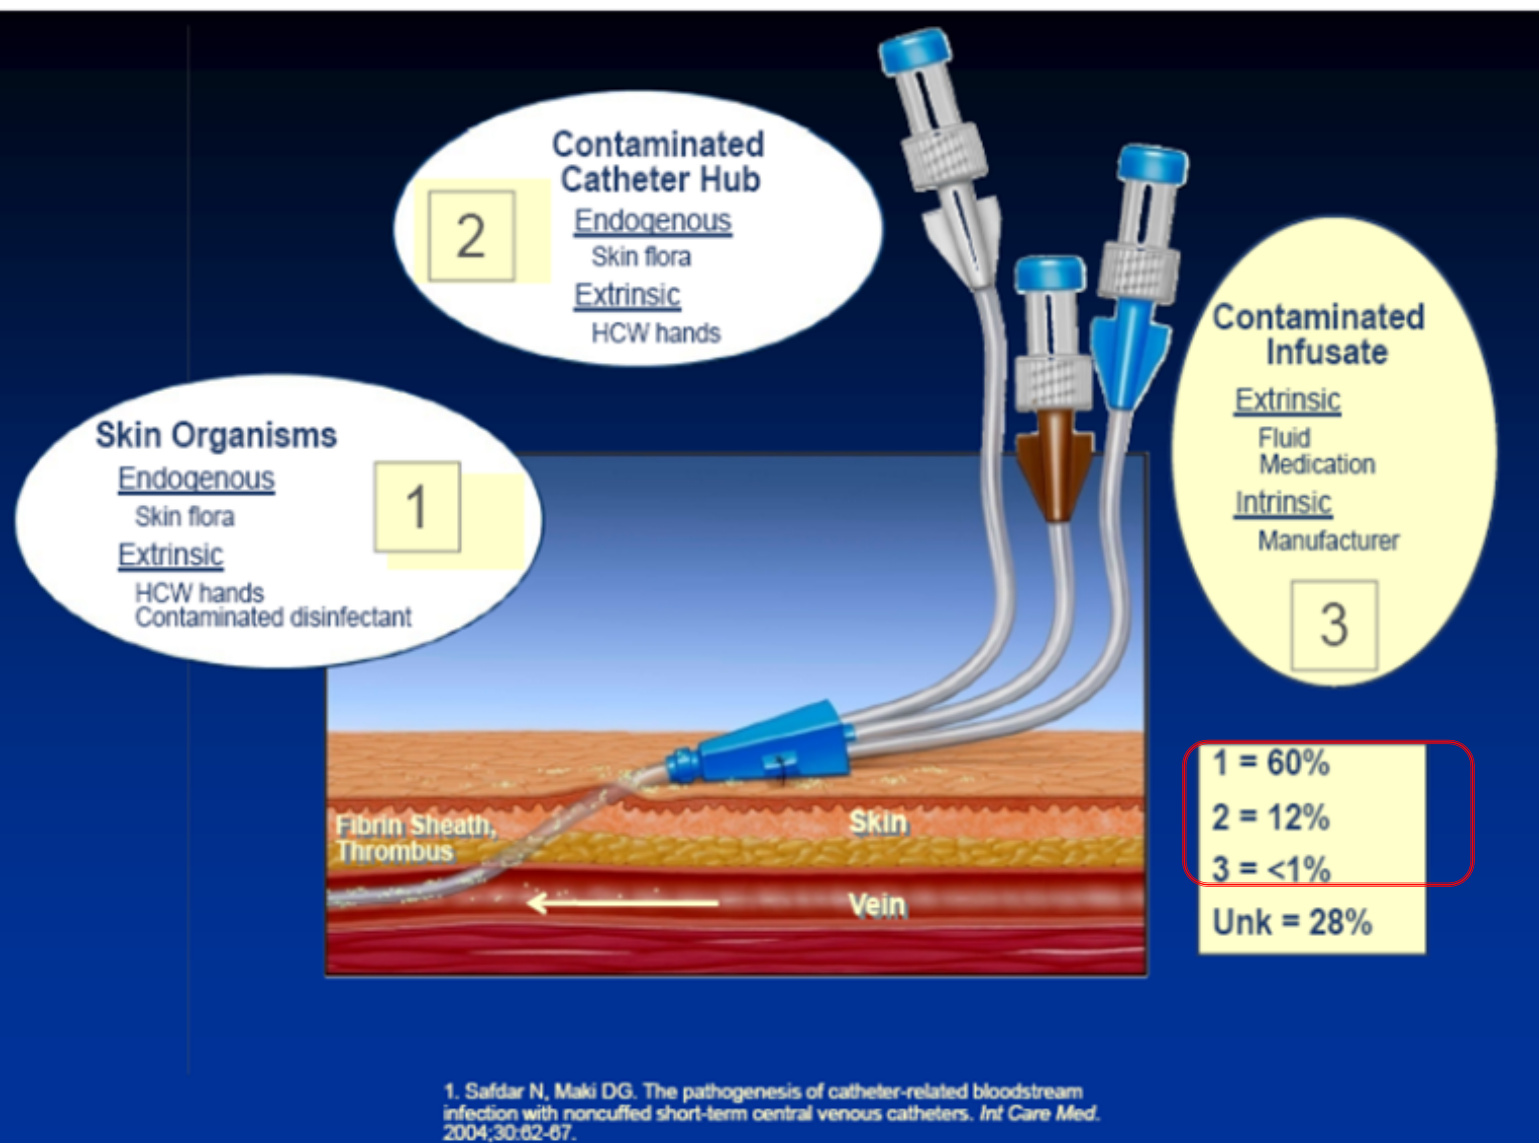 Contaminated
Catheter Hub
2
Endogenous
Skin flora
Extrinsic
HCW hands
Skin Organisms
Endogenous
1
Skin flora
Extrinsic
HCW hands
Contaminated disinfectant
Contaminated
Infusate
Extrinsic
Fluid
Medication
Intrinsic
Manufacturer
3
Fibrin Sheath,
Thrombus
Skin
Vein
1 = 60%
2 = 12%
3 = <1%
Unk = 28%
1. Safdar N, Maki DG. The pathogenesis of catheter-related bloodstream
infection with noncuffed short-term central venous catheters. Int Care Med.
2004;30:62-67.